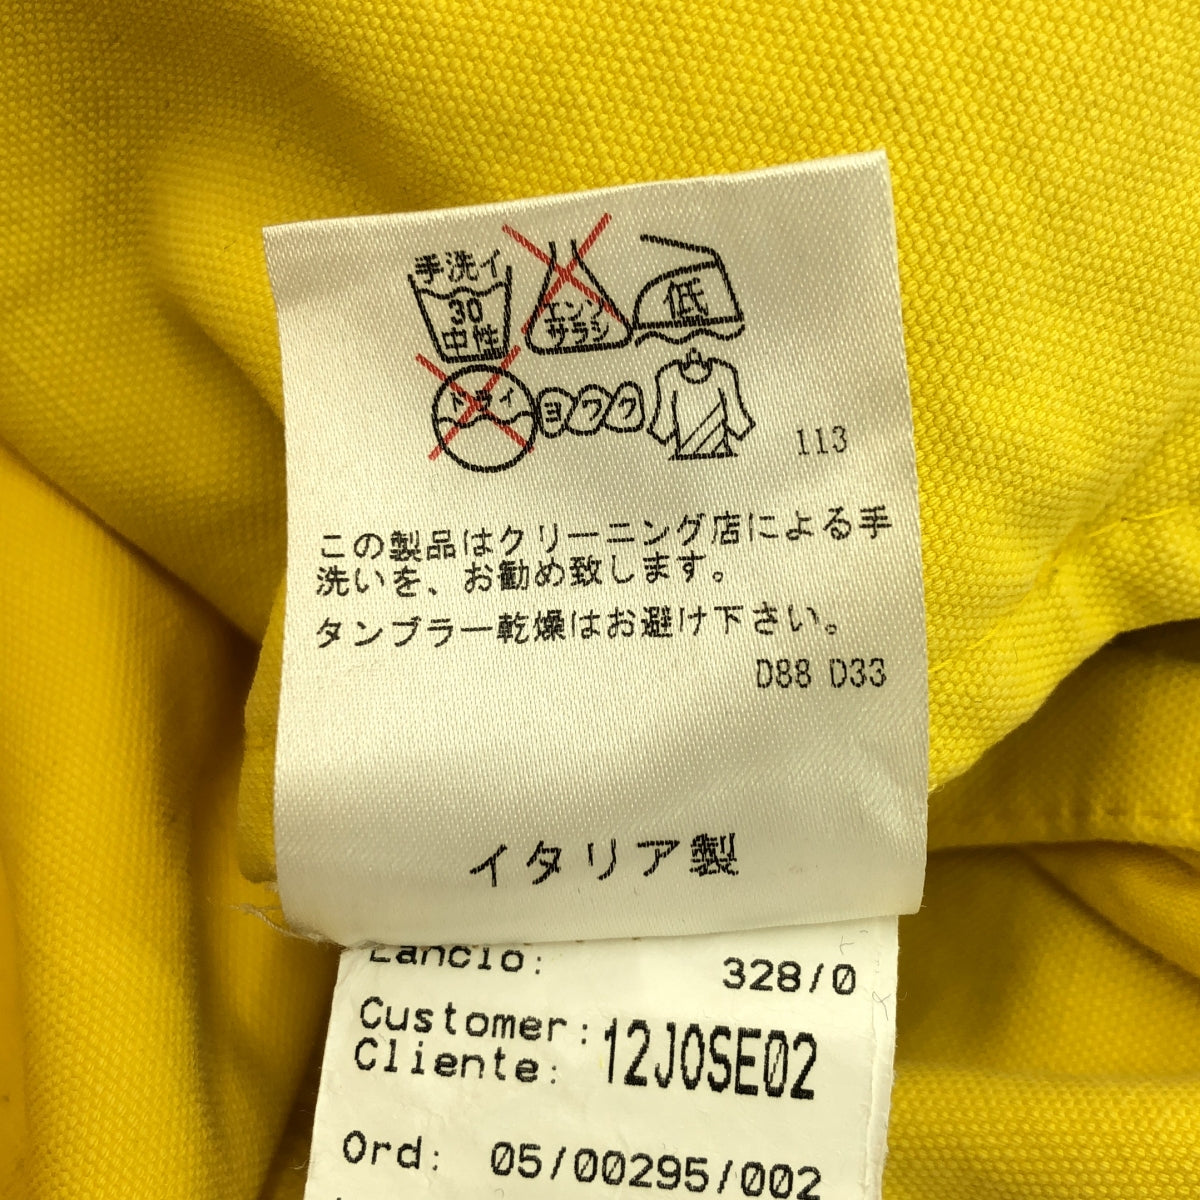 手洗イ
30
中性
エンソ
サラシ
低
ドライ
ヨワク
113
この製品はクリーニング店による手
洗いを、お勧め致します。
タンブラー乾燥はお避け下さい。
D88 D33
イタリア製
Lancio: 328/0
Customer: 12JOSE02
Cliente:
Ord: 05/00295/002